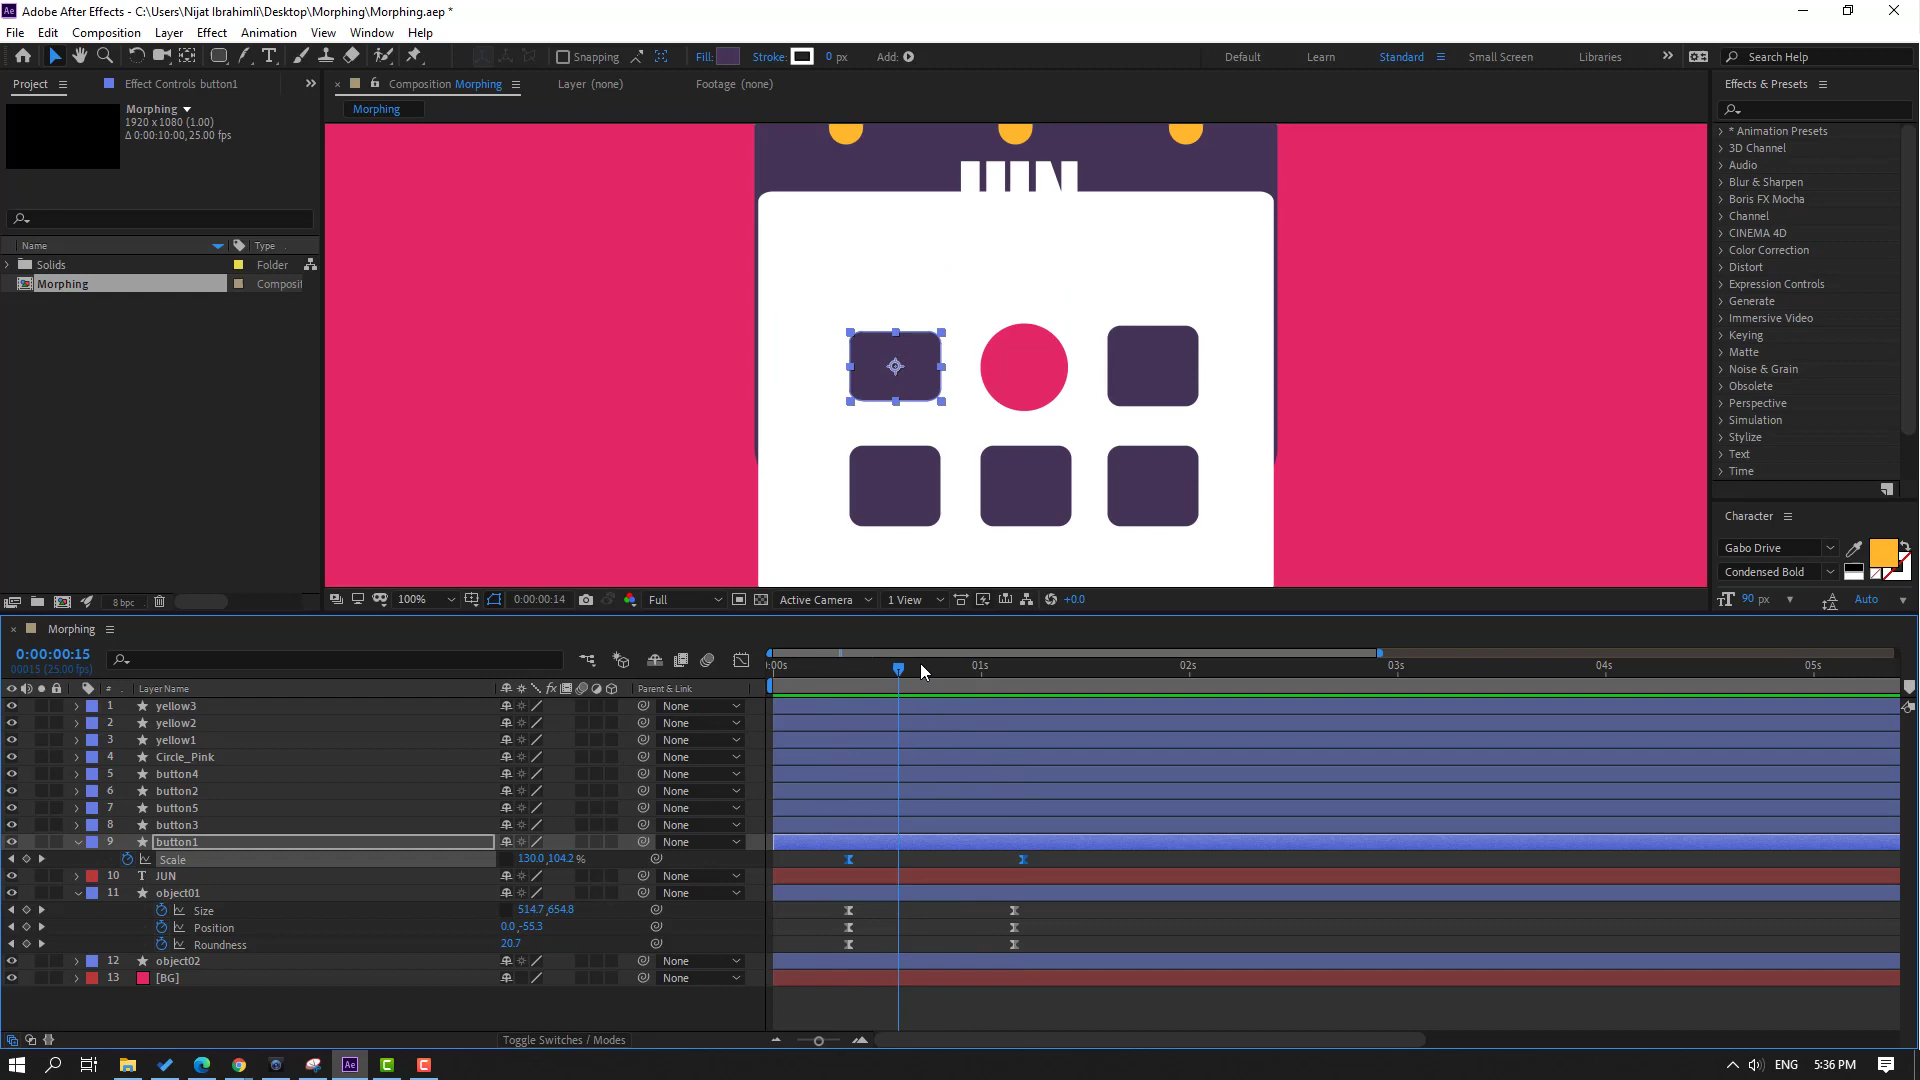 Adobe After Effects - C:\Users\Nijat Ibrahimli\Desktop\Morphing\Morphing.aep *
File Edit Composition Layer Effect Animation View Window Help
Snapping Fill: Stroke: 0 px Add: Default Learn Standard Small Screen Libraries Search Help
Project Effect Controls button1
Composition Morphing Layer (none) Footage (none)
Effects & Presets
Morphing
1920 x 1080 (1.00)
Δ 0:00:10:00, 25.00 fps
Morphing
Name Type
Solids Folder
Morphing
JUN
* Animation Presets
3D Channel
Audio
Blur & Sharpen
Boris FX Mocha
Channel
CINEMA 4D
Color Correction
Distort
Expression Controls
Generate
Immersive Video
Keying
Matte
Noise & Grain
Obsolete
Perspective
Simulation
Stylize
Text
Time
Character
Gabo Drive
Condensed Bold
90 px Auto
8 bpc
100% 0:00:00:14 Full Active Camera 1 View +0.0
Morphing
0:00:00:15
00015 (25.00 fps)
:00s 01s 02s 03s 04s 05s
# Layer Name Parent & Link
1 yellow3 None
2 yellow2 None
3 yellow1 None
4 Circle_Pink None
5 button4 None
6 button2 None
7 button5 None
8 button3 None
9 button1 None
Scale 130.0,104.2 %
10 T JUN None
11 object01 None
Size 514.7,654.8
Position 0.0,-55.3
Roundness 20.7
12 object02 None
13 [BG] None
Toggle Switches / Modes
ENG 5:36 PM